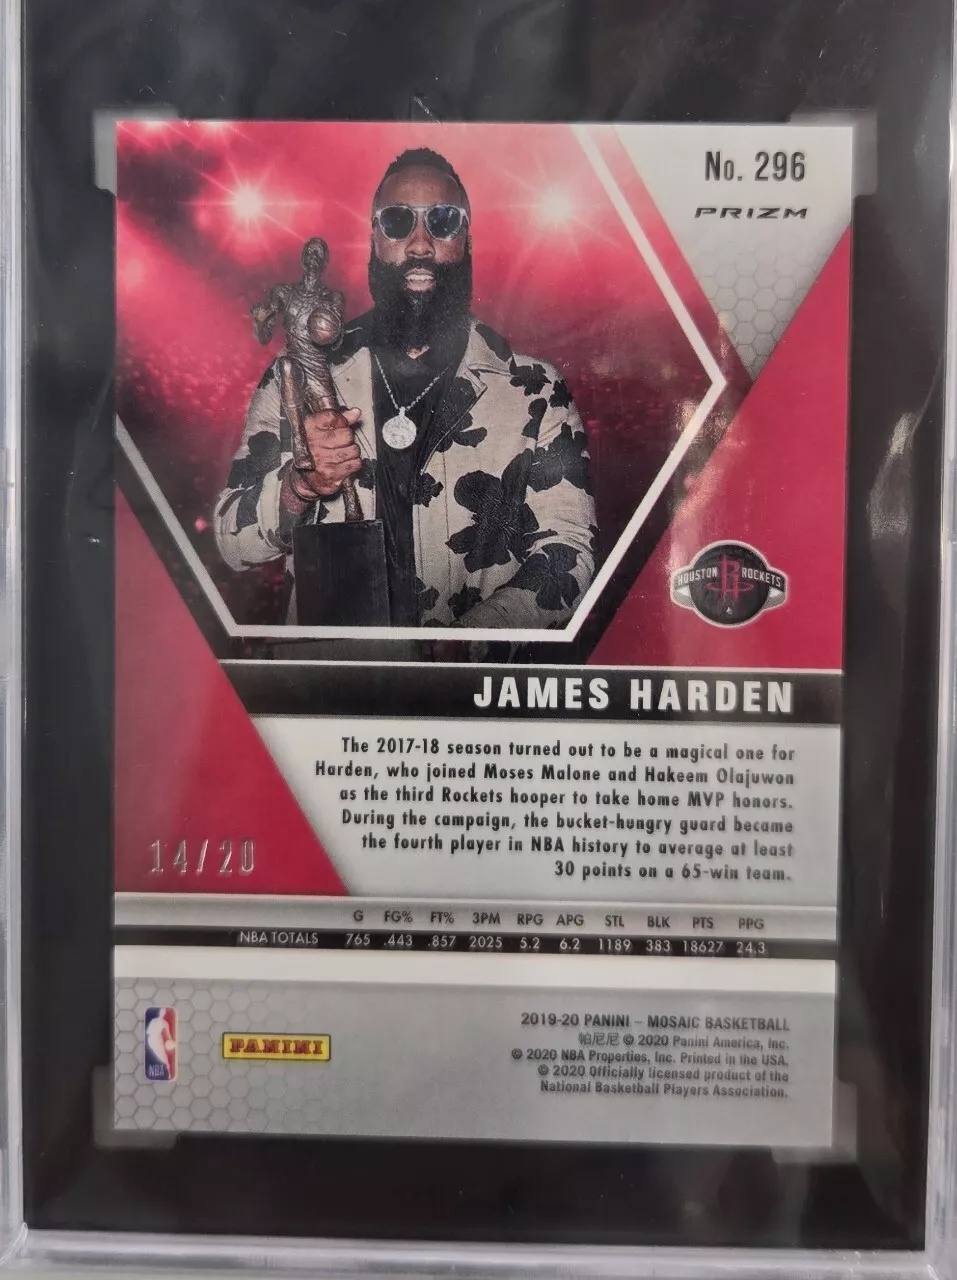 No. 296
PRIZM
HOUSTON ROCKETS
JAMES HARDEN
The 2017-18 season turned out to be a magical one for
Harden, who joined Moses Malone and Hakeem Olajuwon
as the third Rockets hooper to take home MVP honors.
During the campaign, the bucket-hungry guard became
the fourth player in NBA history to average at least
30 points on a 65-win team.
14/20
G FG% FT% 3PM RPG APG STL BLK PTS PPG
NBA TOTALS 765 .443 .857 2025 5.2 6.2 1189 383 18627 24.3
NBA
PANINI
2019-20 PANINI – MOSAIC BASKETBALL
帕尼尼 © 2020 Panini America, Inc.
© 2020 NBA Properties, Inc. Printed in the USA.
© 2020 Officially licensed product of the
National Basketball Players Association.